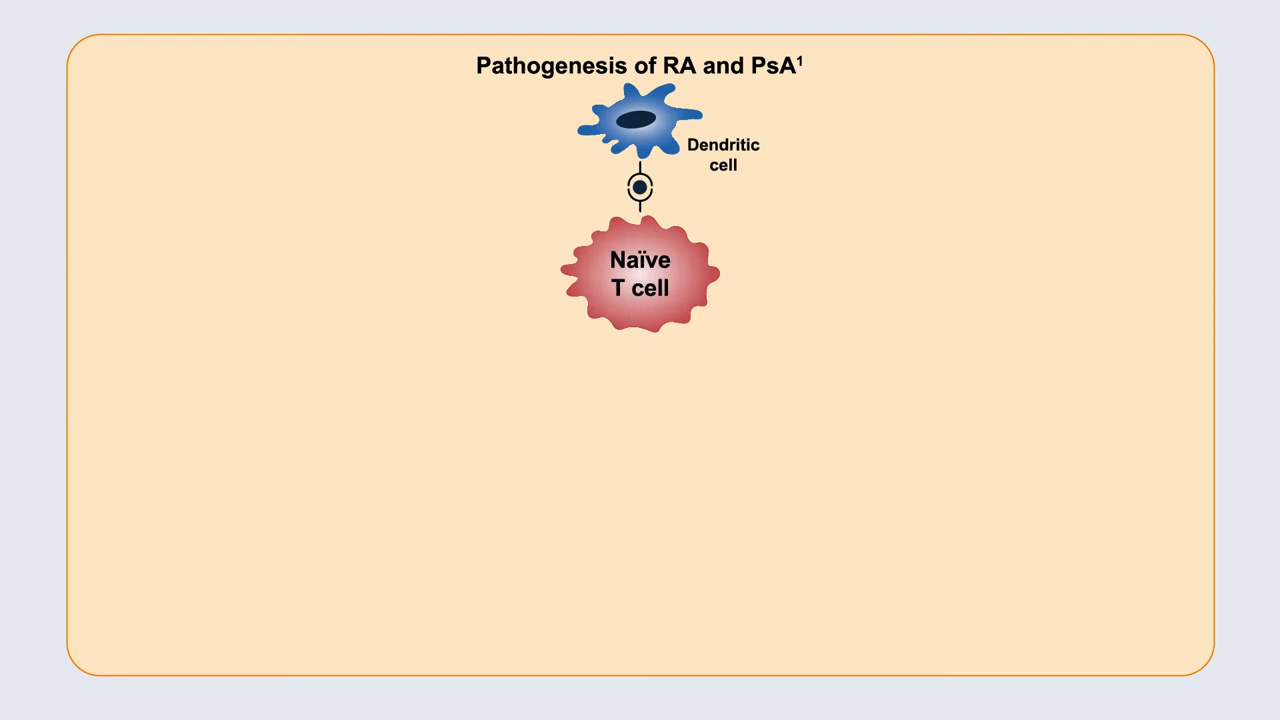 Pathogenesis of RA and PsA¹
Dendritic
cell
Naïve
T cell